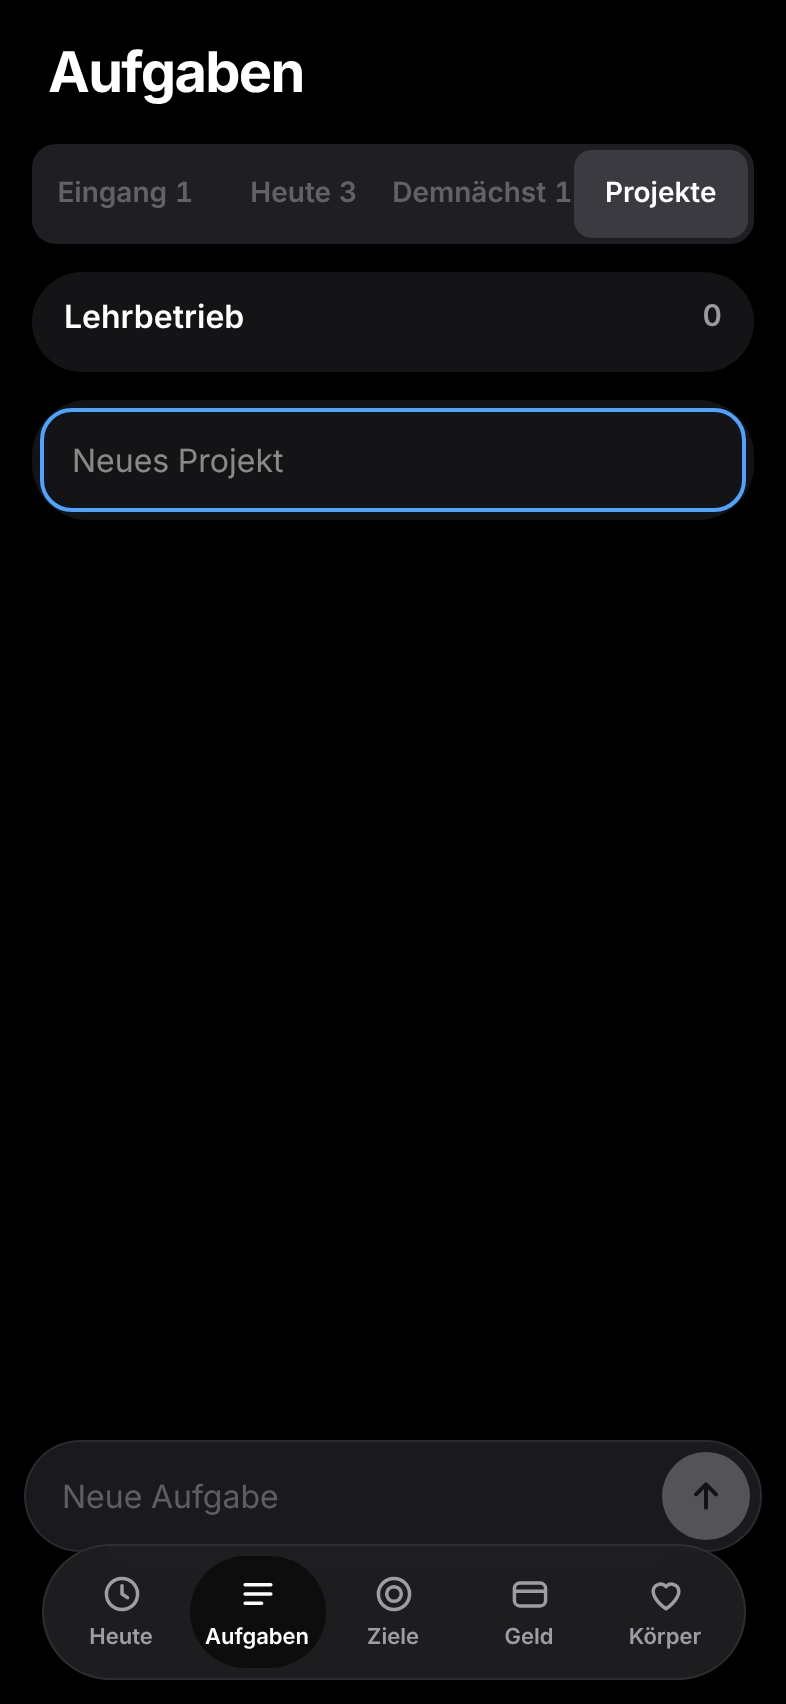 Aufgaben
Eingang 1 Heute 3 Demnächst 1 Projekte
Lehrbetrieb 0
Neues Projekt
Neue Aufgabe
Heute Aufgaben Ziele Geld Körper